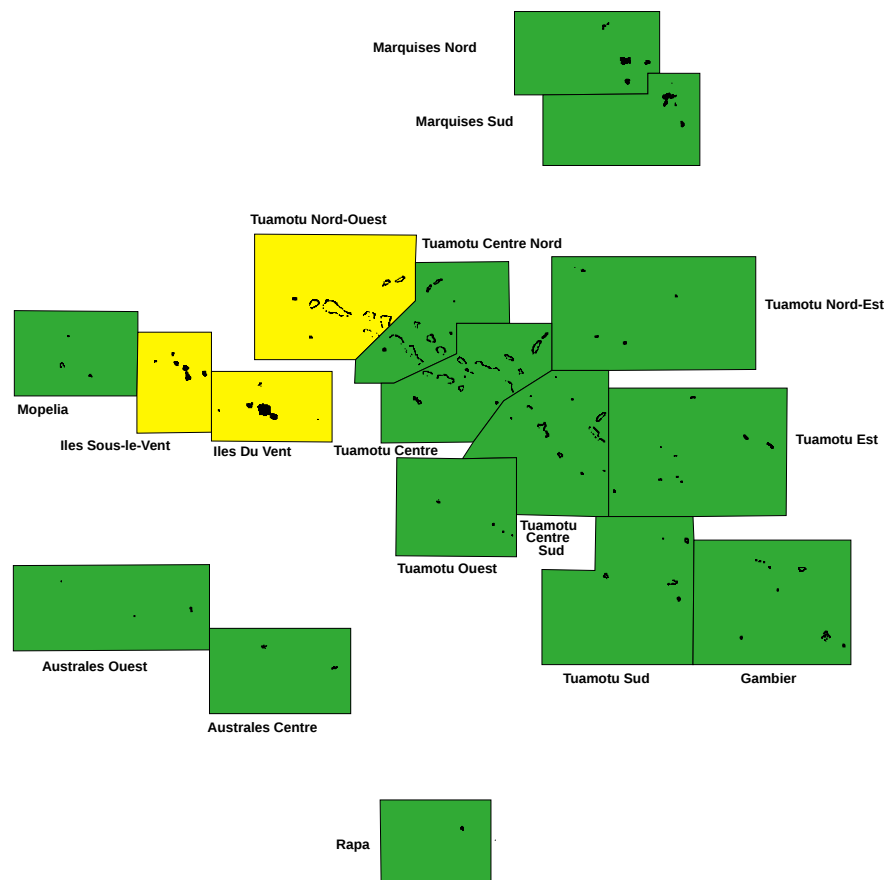 Marquises Nord
Marquises Sud
Tuamotu Nord-Ouest
Tuamotu Centre Nord
Tuamotu Nord-Est
Mopelia
Iles Sous-le-Vent
Iles Du Vent
Tuamotu Centre
Tuamotu Est
Tuamotu
Centre
Sud
Tuamotu Ouest
Australes Ouest
Tuamotu Sud
Gambier
Australes Centre
Rapa